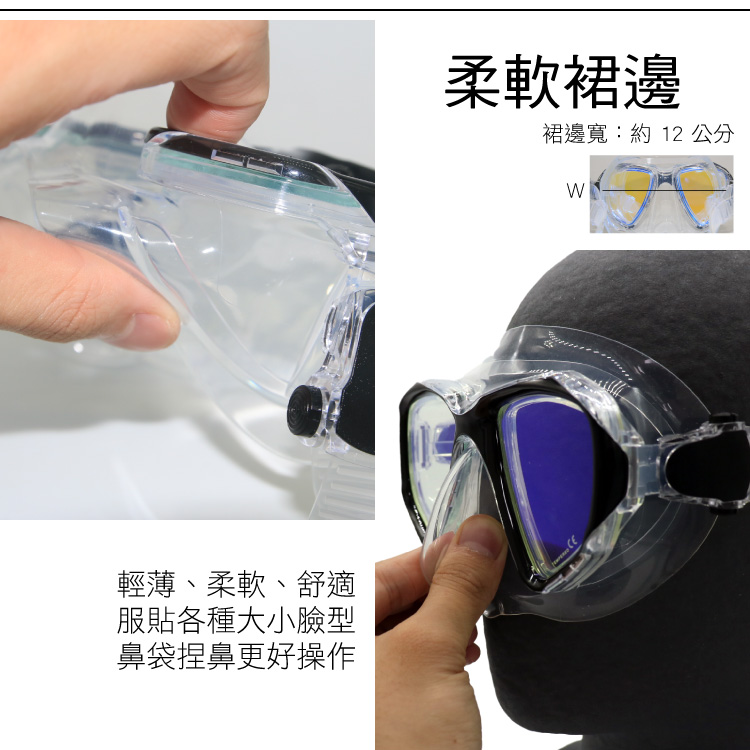 柔軟裙邊
裙邊寬：約 12 公分
W
輕薄、柔軟、舒適
服貼各種大小臉型
鼻袋捏鼻更好操作